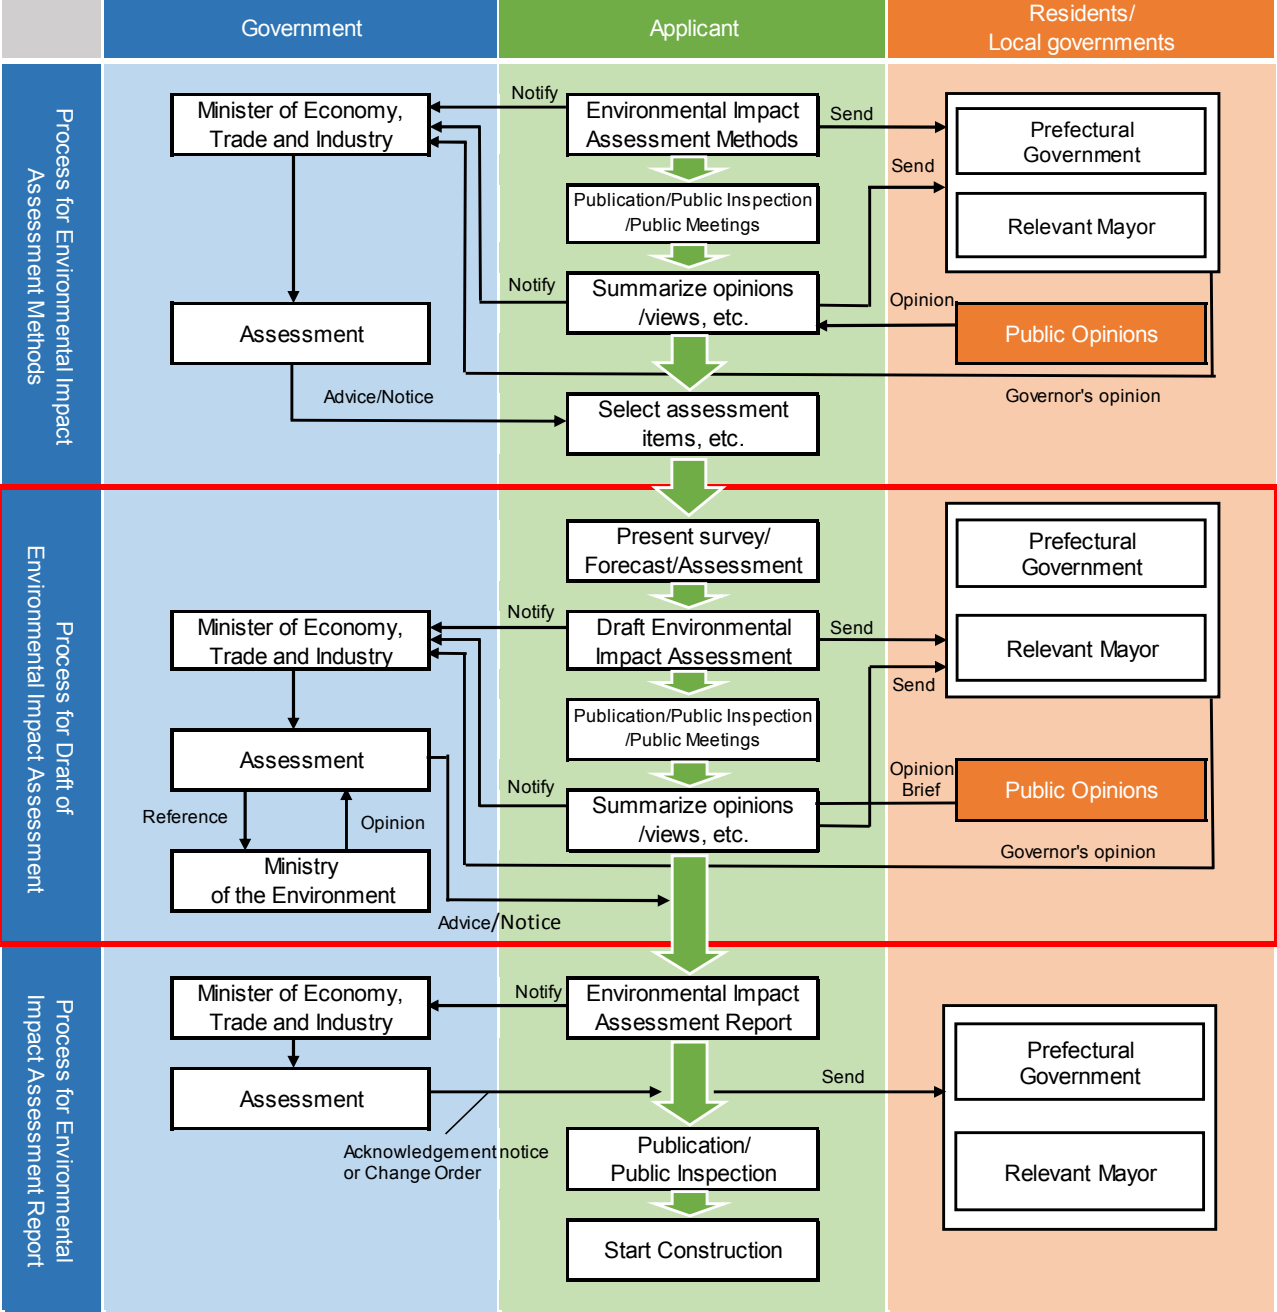 Government
Applicant
Residents/
Local governments
Process for Environmental Impact
Assessment Methods
Minister of Economy,
Trade and Industry
Notify
Environmental Impact
Assessment Methods
Send
Prefectural
Government
Send
Publication/Public Inspection
/Public Meetings
Relevant Mayor
Notify
Summarize opinions
/views, etc.
Opinion
Assessment
Public Opinions
Advice/Notice
Governor's opinion
Select assessment
items, etc.
Process for Draft of
Environmental Impact Assessment
Present survey/
Forecast/Assessment
Prefectural
Government
Minister of Economy,
Trade and Industry
Notify
Draft Environmental
Impact Assessment
Send
Relevant Mayor
Send
Publication/Public Inspection
/Public Meetings
Assessment
Notify
Summarize opinions
/views, etc.
Opinion
Brief
Public Opinions
Reference
Opinion
Governor's opinion
Ministry
of the Environment
Advice/Notice
Process for Environmental
Impact Assessment Report
Minister of Economy,
Trade and Industry
Notify
Environmental Impact
Assessment Report
Prefectural
Government
Assessment
Send
Acknowledgement notice
or Change Order
Publication/
Public Inspection
Relevant Mayor
Start Construction